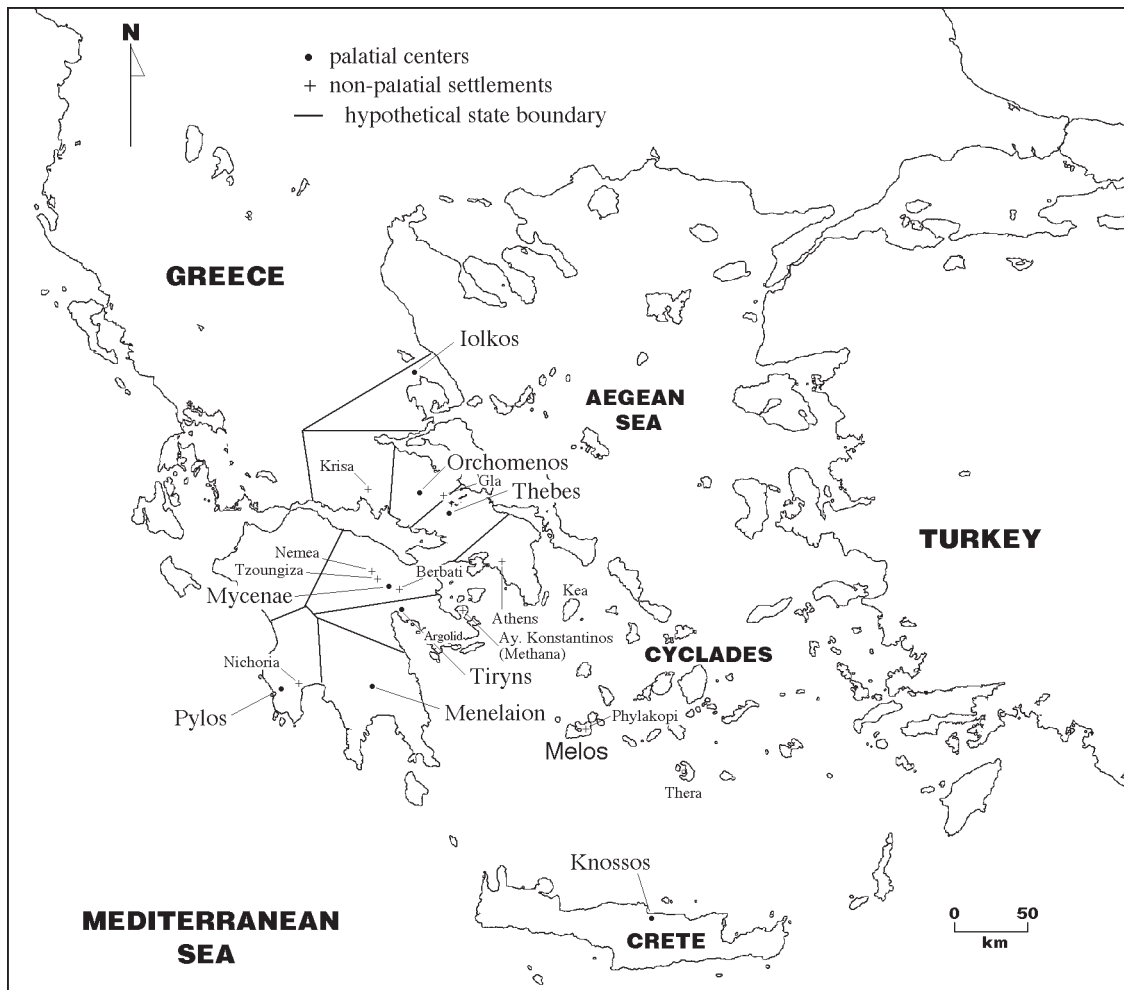 N
palatial centers
non-palatial settlements
hypothetical state boundary
GREECE
Iolkos
AEGEAN
SEA
Krisa
Orchomenos
Gla
Thebes
TURKEY
Nemea
Tzoungiza
Berbati
Mycenae
Kea
Athens
Argolid
Ay. Konstantinos
(Methana)
CYCLADES
Nichoria
Tiryns
Pylos
Menelaion
Phylakopi
Melos
Thera
Knossos
MEDITERRANEAN
SEA
CRETE
0 50
km